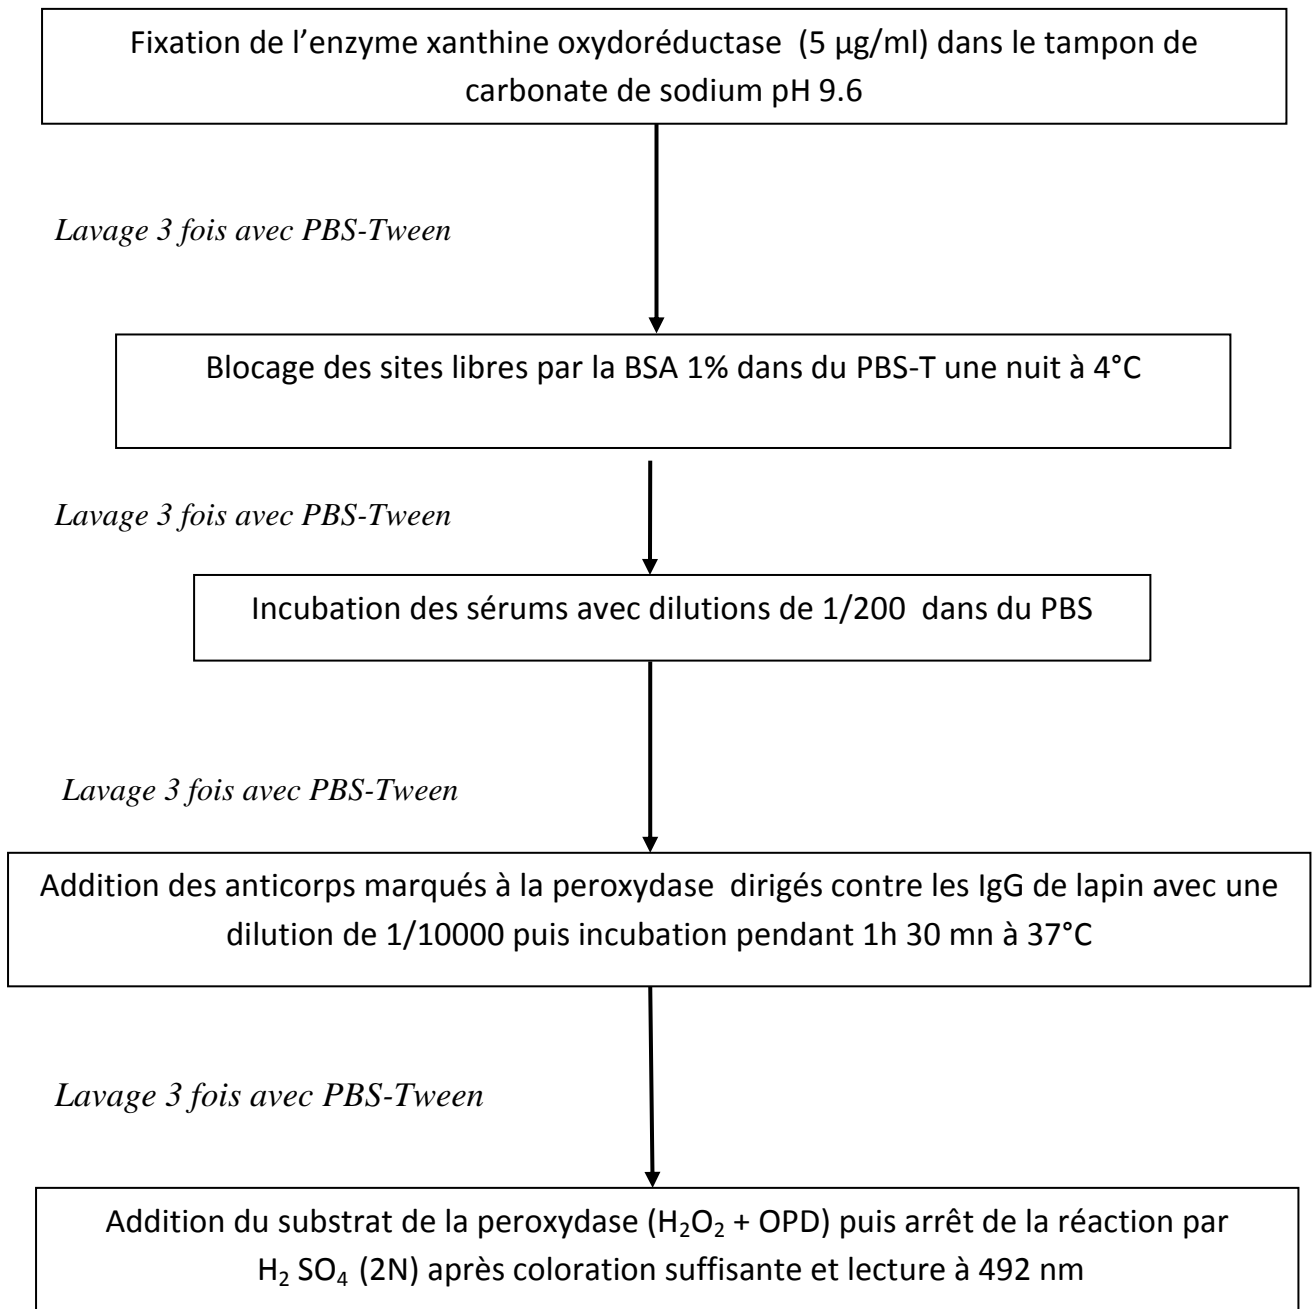 Fixation de l’enzyme xanthine oxydoréductase  (5 µg/ml) dans le tampon de
carbonate de sodium pH 9.6
Lavage 3 fois avec PBS-Tween
Blocage des sites libres par la BSA 1% dans du PBS-T une nuit à 4°C
Lavage 3 fois avec PBS-Tween
Incubation des sérums avec dilutions de 1/200  dans du PBS
Lavage 3 fois avec PBS-Tween
Addition des anticorps marqués à la peroxydase  dirigés contre les IgG de lapin avec une
dilution de 1/10000 puis incubation pendant 1h 30 mn à 37°C
Lavage 3 fois avec PBS-Tween
Addition du substrat de la peroxydase (H₂O₂ + OPD) puis arrêt de la réaction par
H₂ SO₄ (2N) après coloration suffisante et lecture à 492 nm